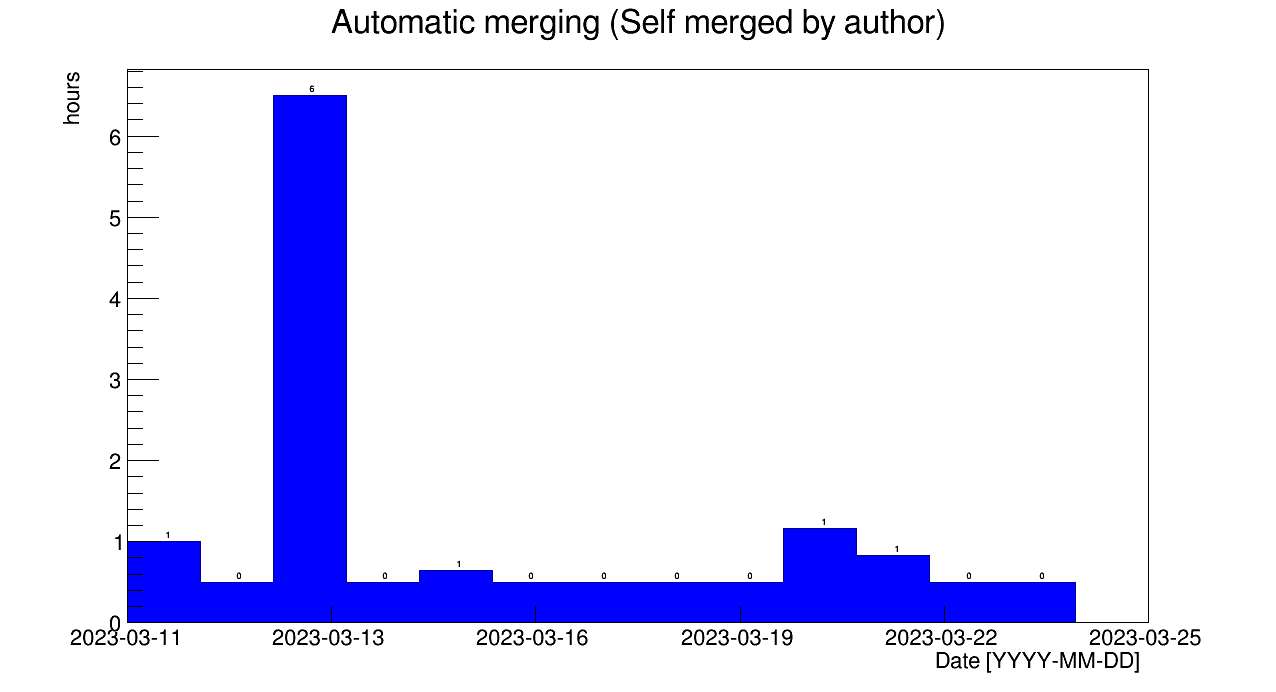 Automatic merging (Self merged by author)
hours
6
6
5
4
3
2
1
1 0 0 1 0 0 0 0 1 1 0 0
0
2023-03-11 2023-03-13 2023-03-16 2023-03-19 2023-03-22 2023-03-25
Date [YYYY-MM-DD]